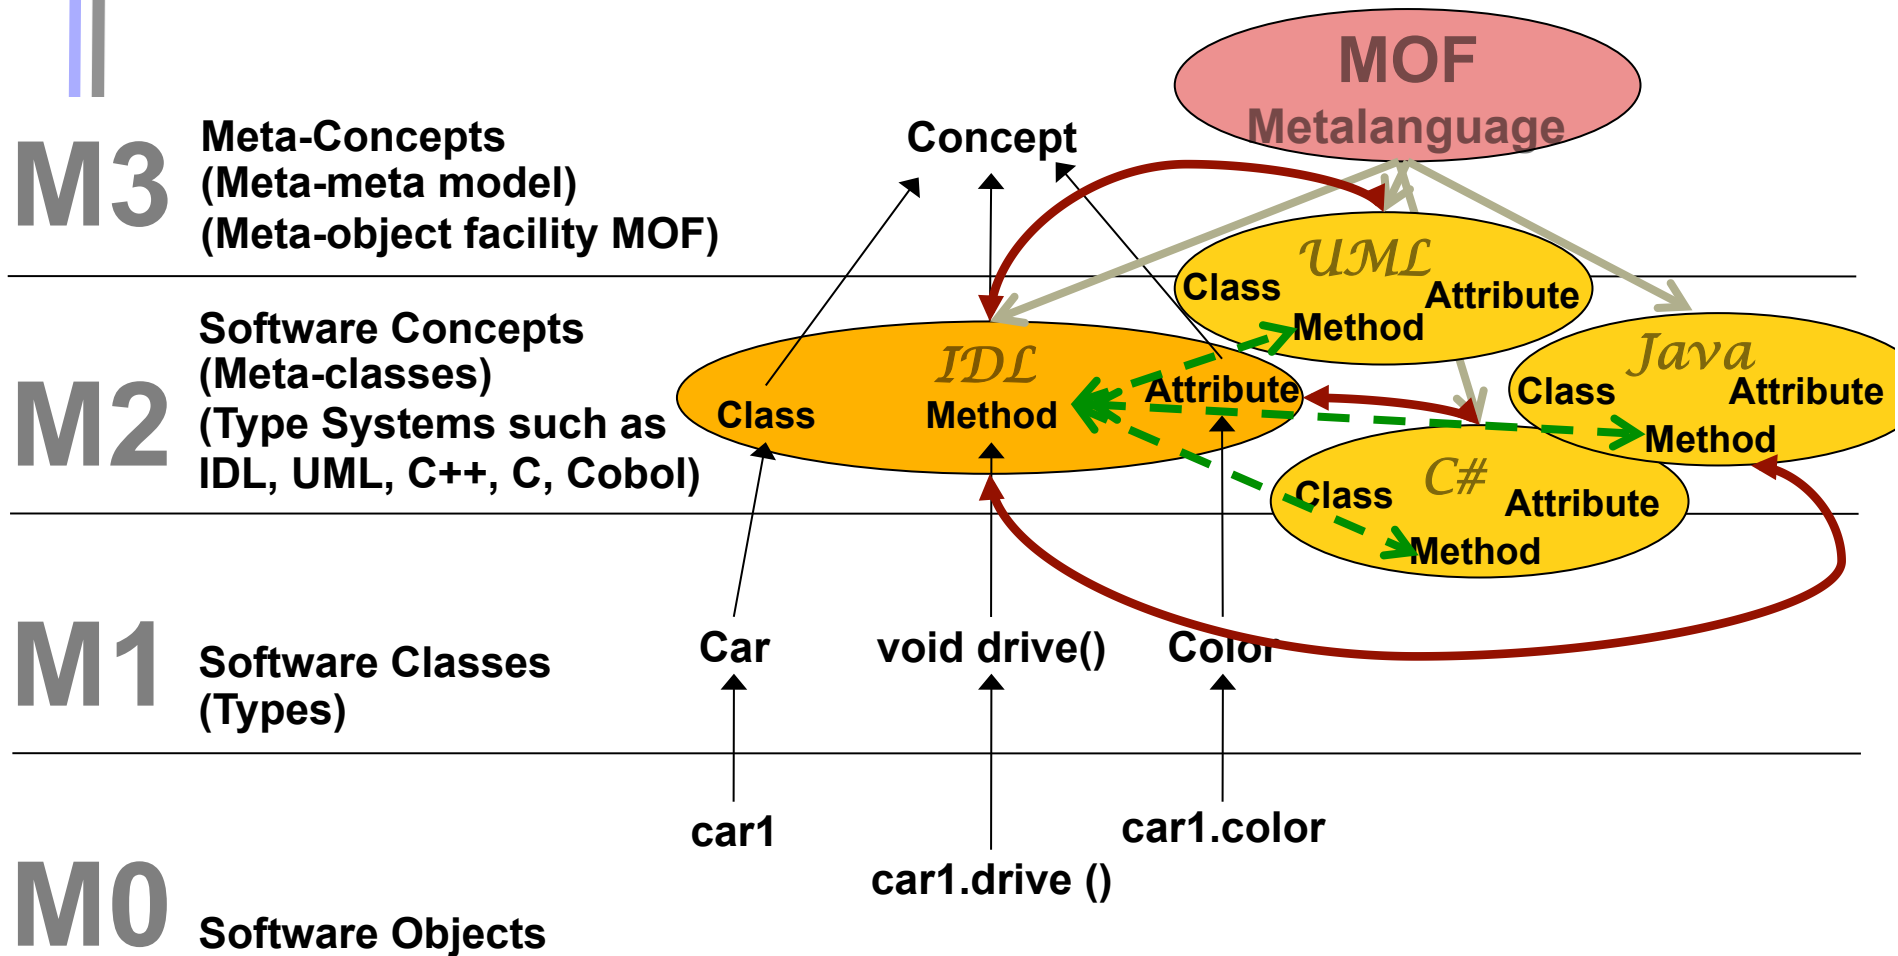 MOF
Metalanguage
M3
Meta-Concepts
(Meta-meta model)
(Meta-object facility MOF)
Concept
UML
Class
Attribute
Method
M2
Software Concepts
(Meta-classes)
(Type Systems such as
IDL, UML, C++, C, Cobol)
IDL
Class
Method
Attribute
Java
Class
Attribute
Method
C#
Class
Attribute
Method
M1
Software Classes
(Types)
Car
void drive()
Color
M0
Software Objects
car1
car1.drive ()
car1.color